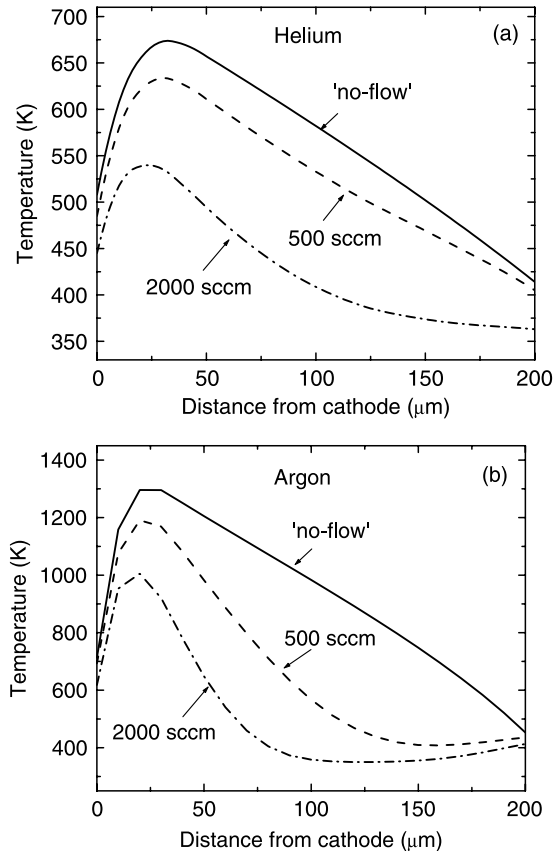 Helium
(a)
'no-flow'
500 sccm
2000 sccm
700
650
600
550
500
450
400
350
Temperature (K)
0
50
100
150
200
Distance from cathode (μm)
Argon
(b)
'no-flow'
500 sccm
2000 sccm
1400
1200
1000
800
600
400
Temperature (K)
0
50
100
150
200
Distance from cathode (μm)